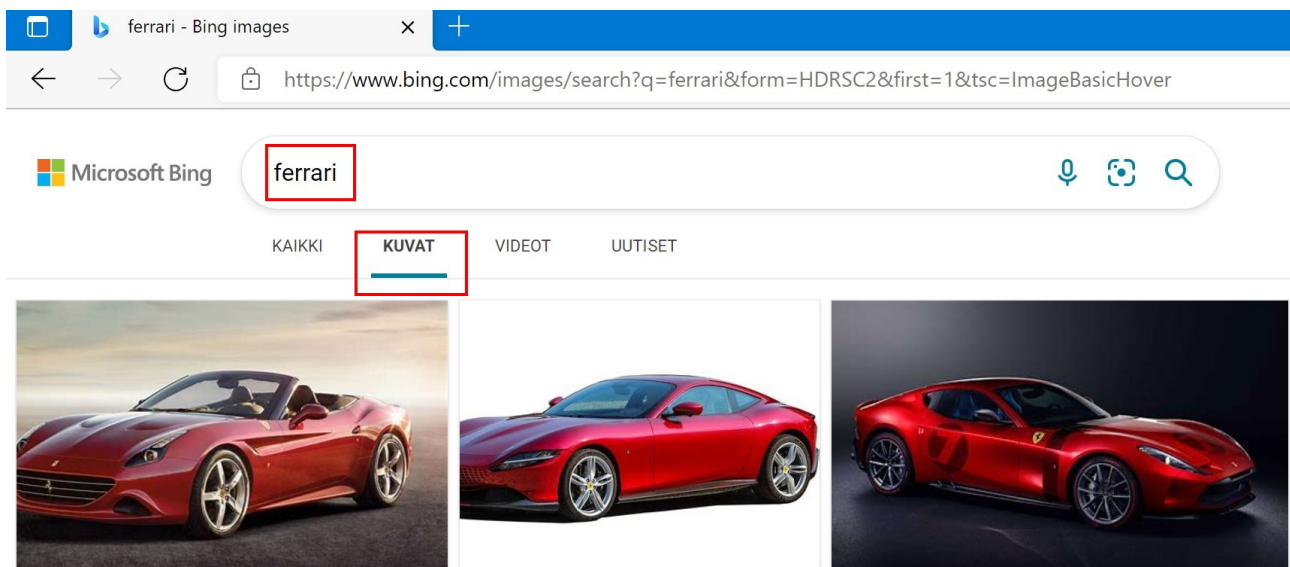 ferrari - Bing images
https://www.bing.com/images/search?q=ferrari&form=HDRSC2&first=1&tsc=ImageBasicHover
Microsoft Bing ferrari
KAIKKI KUVAT VIDEOT UUTISET
7